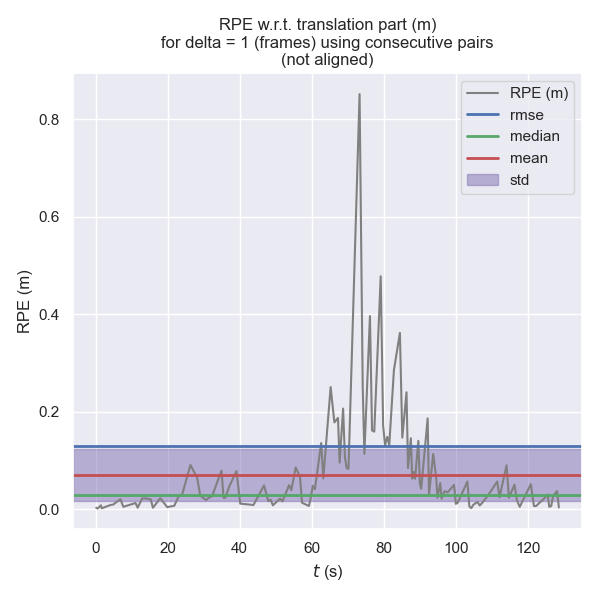 RPE w.r.t. translation part (m)
for delta = 1 (frames) using consecutive pairs
(not aligned)
RPE (m)
rmse
median
mean
std
0.8
0.6
0.4
0.2
0.0
RPE (m)
0
20
40
60
80
100
120
t (s)